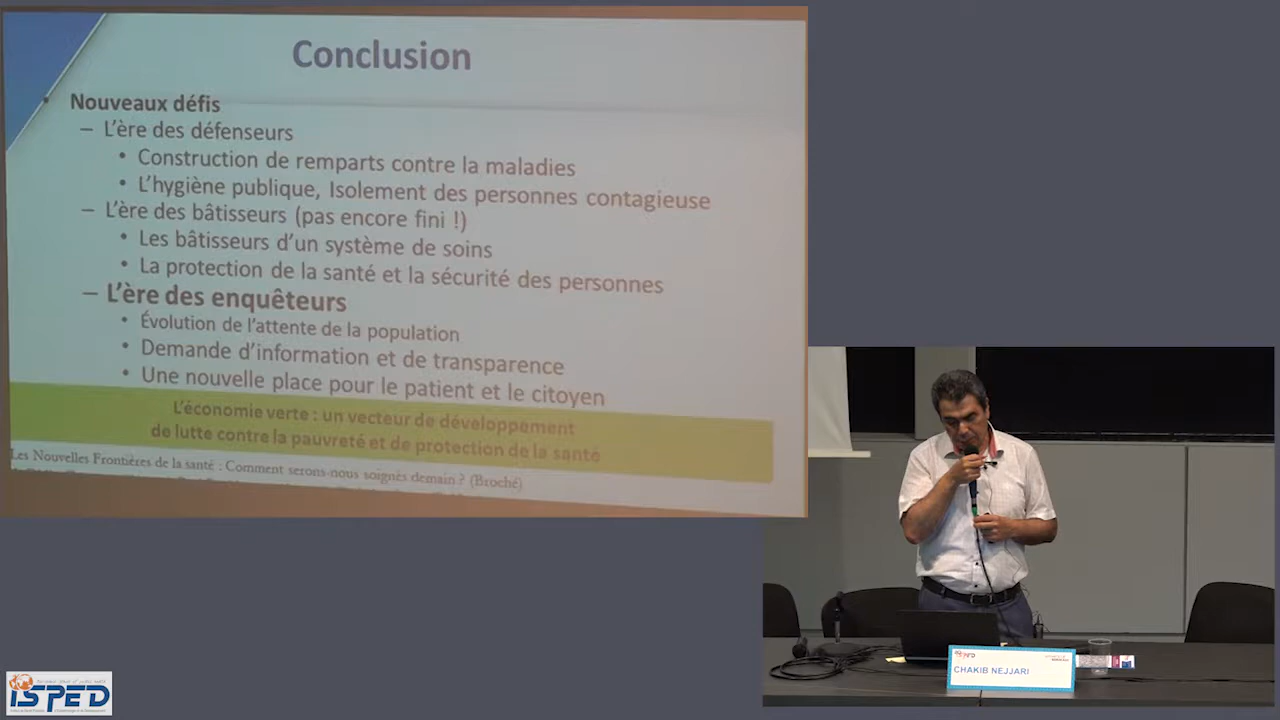 Conclusion
• Nouveaux défis
– L'ère des défenseurs
• Construction de remparts contre la maladies
• L'hygiène publique, Isolement des personnes contagieuse
– L'ère des bâtisseurs (pas encore fini !)
• Les bâtisseurs d'un système de soins
• La protection de la santé et la sécurité des personnes
– L'ère des enquêteurs
• Évolution de l'attente de la population
• Demande d'information et de transparence
• Une nouvelle place pour le patient et le citoyen
L'économie verte : un vecteur de développement
de lutte contre la pauvreté et de protection de la santé
Les Nouvelles Frontières de la santé : Comment serons-nous soignés demain ? (Broché)
ISPED
CHAKIB NEJJARI
ISPED